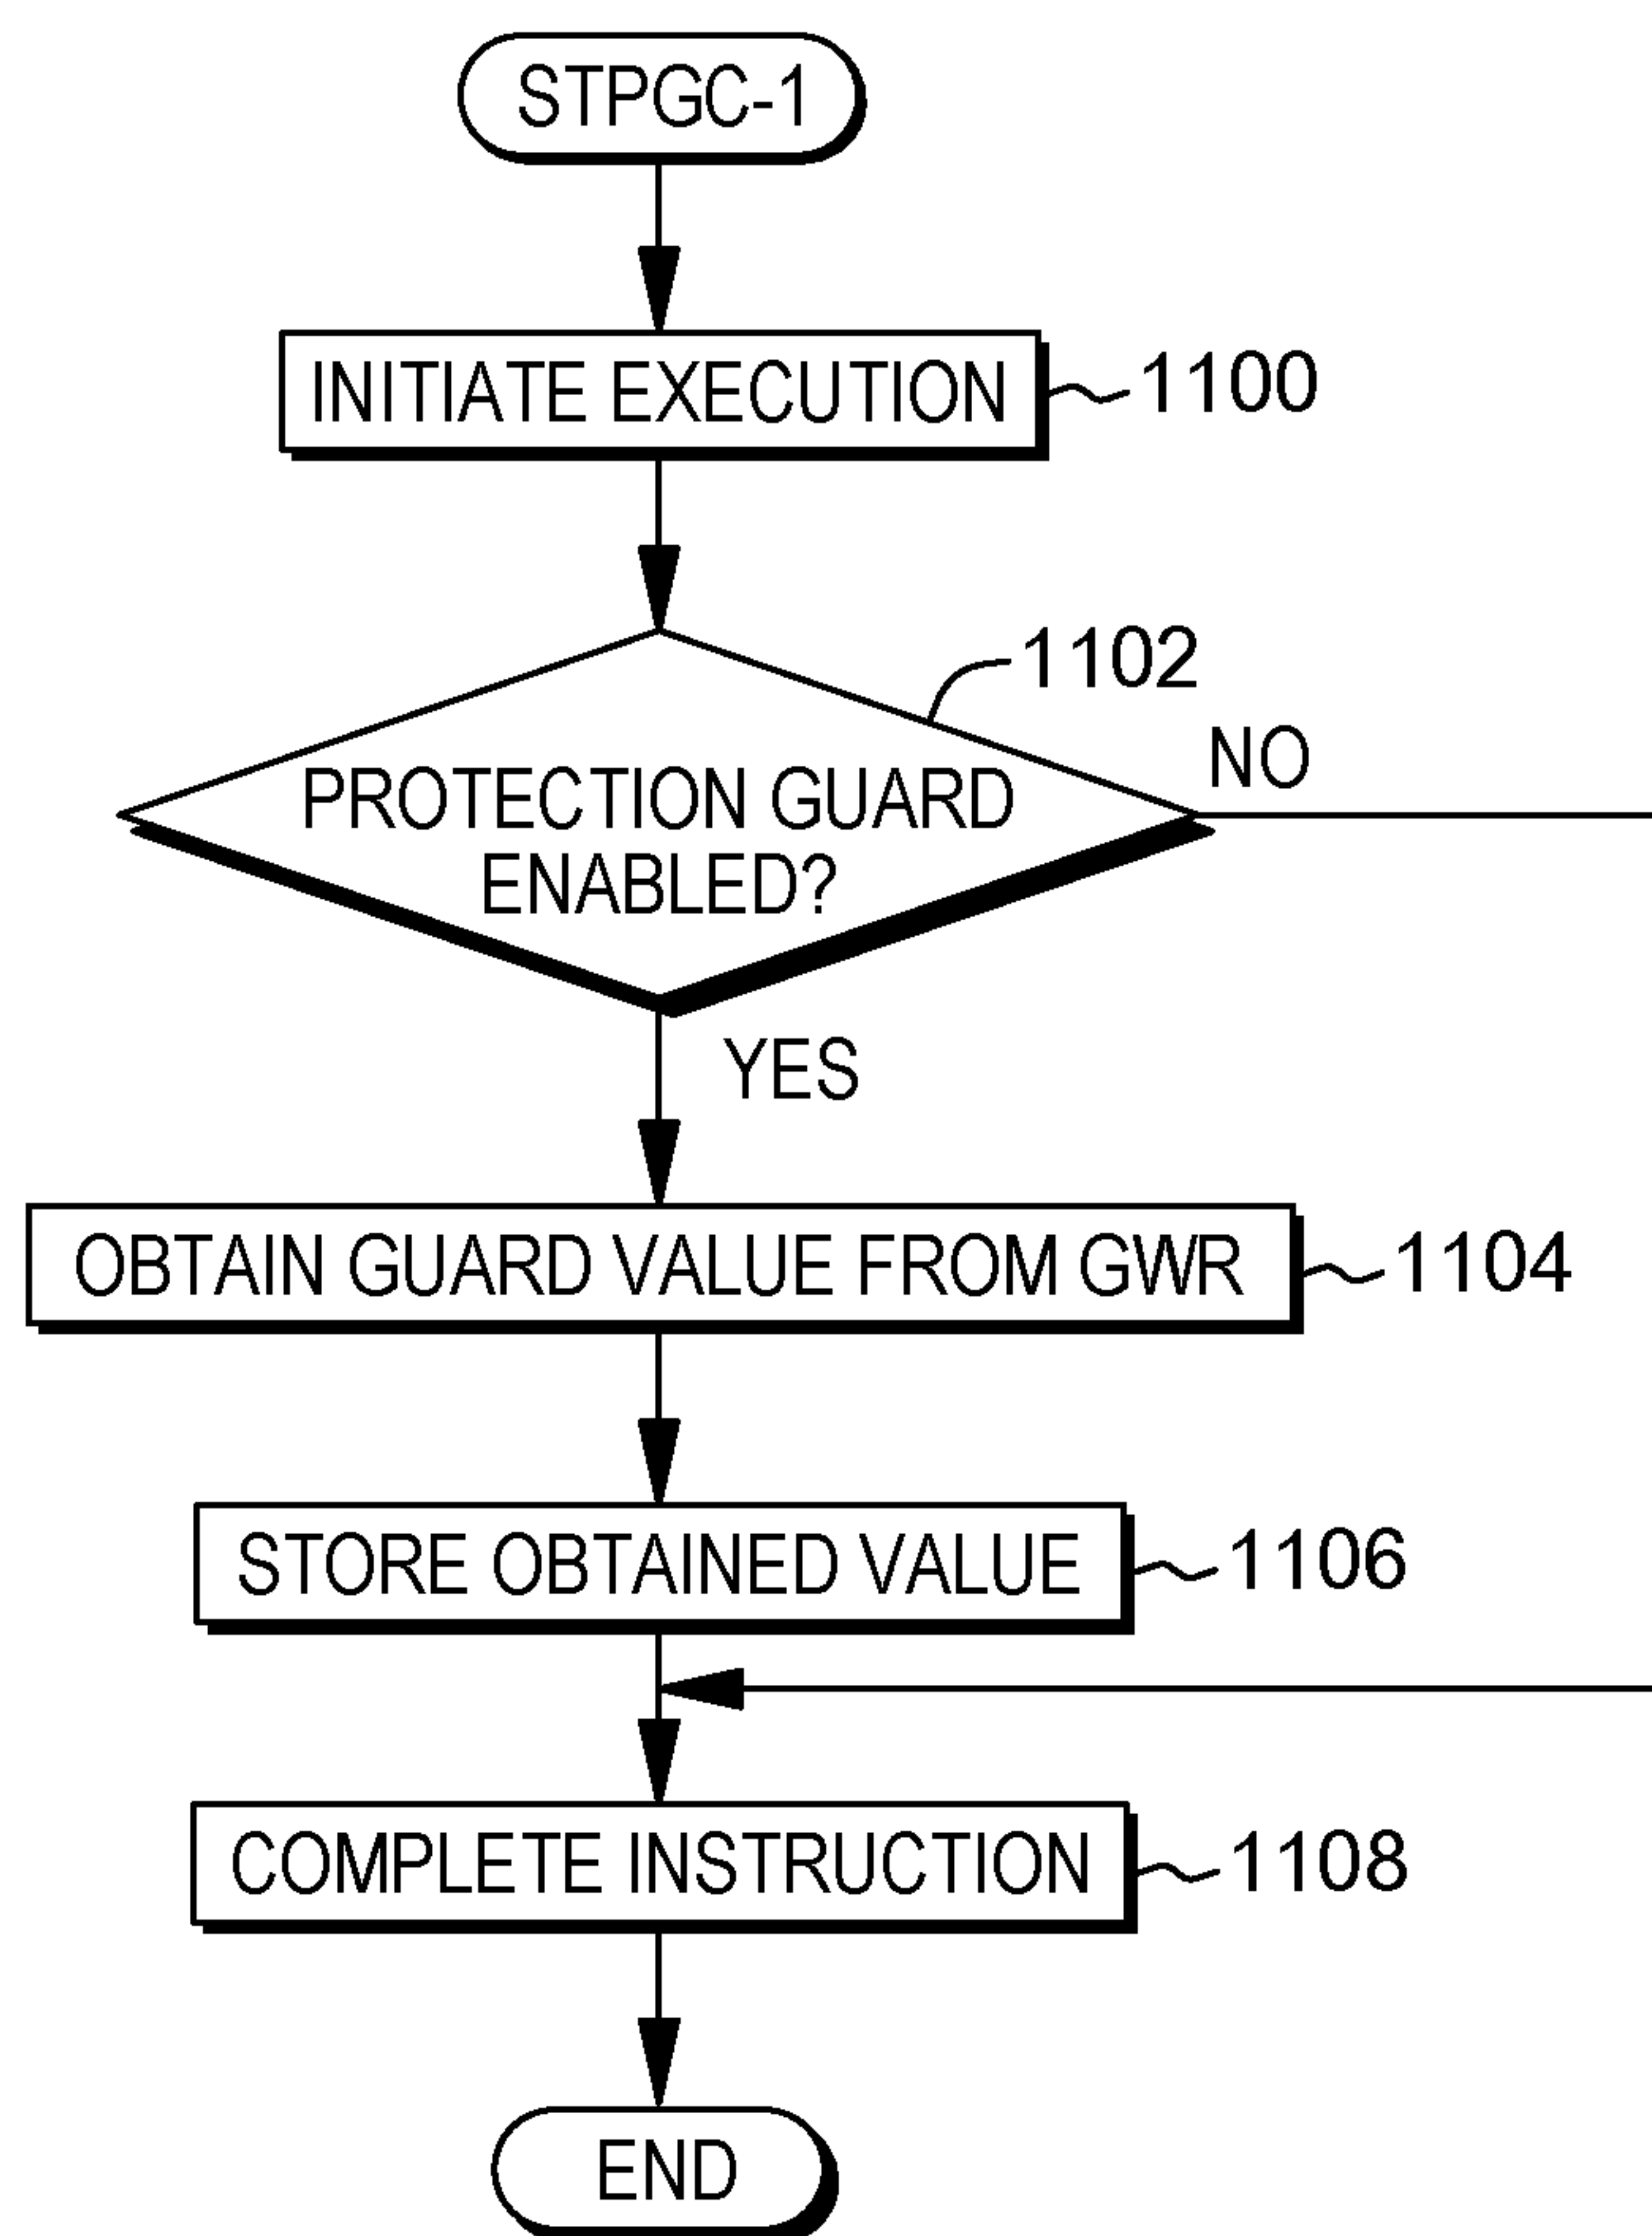 STPGC-1
INITIATE EXECUTION
1100
1102
NO
PROTECTION GUARD
ENABLED?
YES
OBTAIN GUARD VALUE FROM GWR
1104
STORE OBTAINED VALUE
1106
COMPLETE INSTRUCTION
1108
END